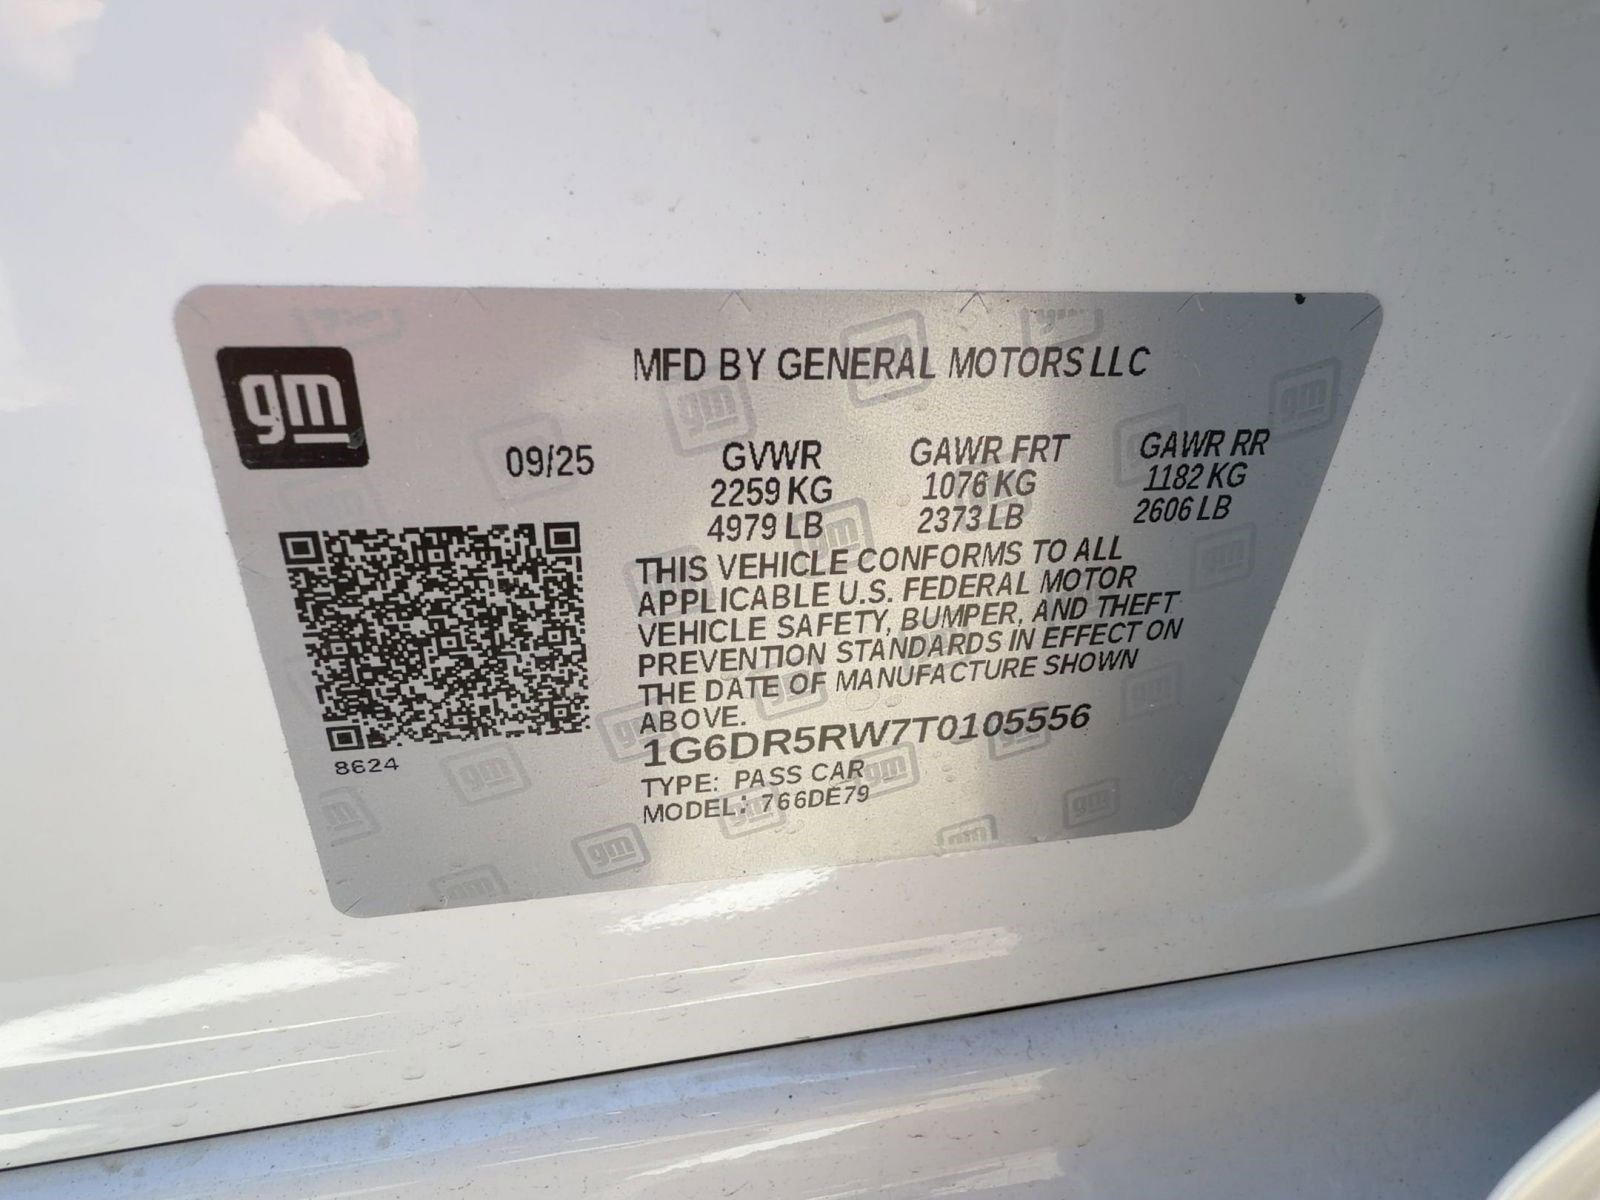 gm
MFD BY GENERAL MOTORS LLC
09/25 GVWR GAWR FRT GAWR RR
2259 KG 1076 KG 1182 KG
4979 LB 2373 LB 2606 LB
THIS VEHICLE CONFORMS TO ALL
APPLICABLE U.S. FEDERAL MOTOR
VEHICLE SAFETY, BUMPER, AND THEFT
PREVENTION STANDARDS IN EFFECT ON
THE DATE OF MANUFACTURE SHOWN
ABOVE.
1G6DR5RW7T0105556
8624
TYPE: PASS CAR
MODEL: 766DE79